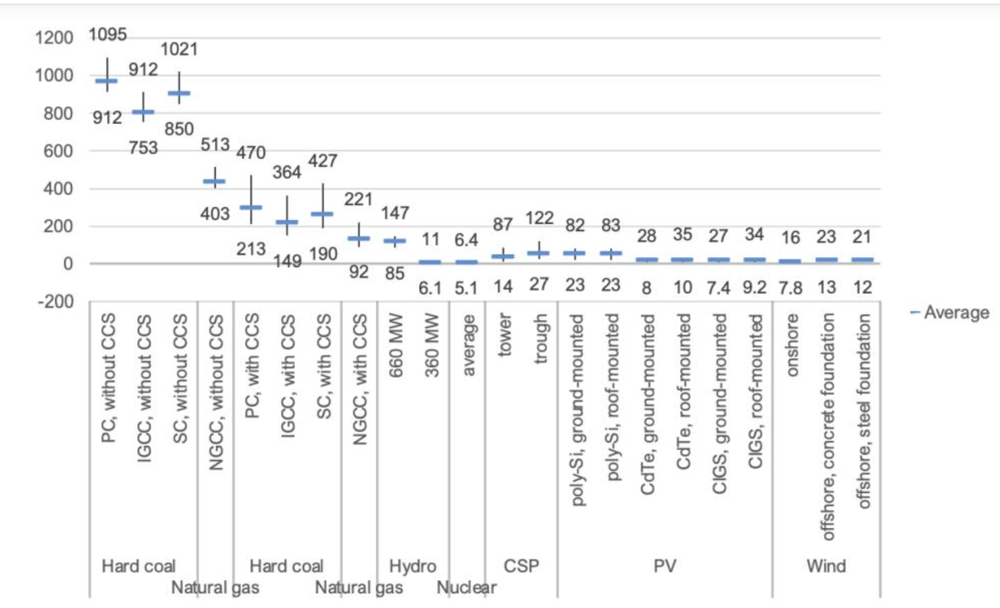 1200
1000
800
600
400
200
0
-200
1095
912
912
753
1021
850
513
403
470
213
364
149
427
190
221
92
147
85
11
6.1
6.4
5.1
87
14
122
27
82
23
83
23
28
8
35
10
27
7.4
34
9.2
16
7.8
23
13
21
12
PC, without CCS
IGCC, without CCS
SC, without CCS
NGCC, without CCS
PC, with CCS
IGCC, with CCS
SC, with CCS
NGCC, with CCS
660 MW
360 MW
average
tower
trough
poly-Si, ground-mounted
poly-Si, roof-mounted
CdTe, ground-mounted
CdTe, roof-mounted
CIGS, ground-mounted
CIGS, roof-mounted
onshore
offshore, concrete foundation
offshore, steel foundation
Hard coal
Natural gas
Hard coal
Natural gas
Hydro
Nuclear
CSP
PV
Wind
Average